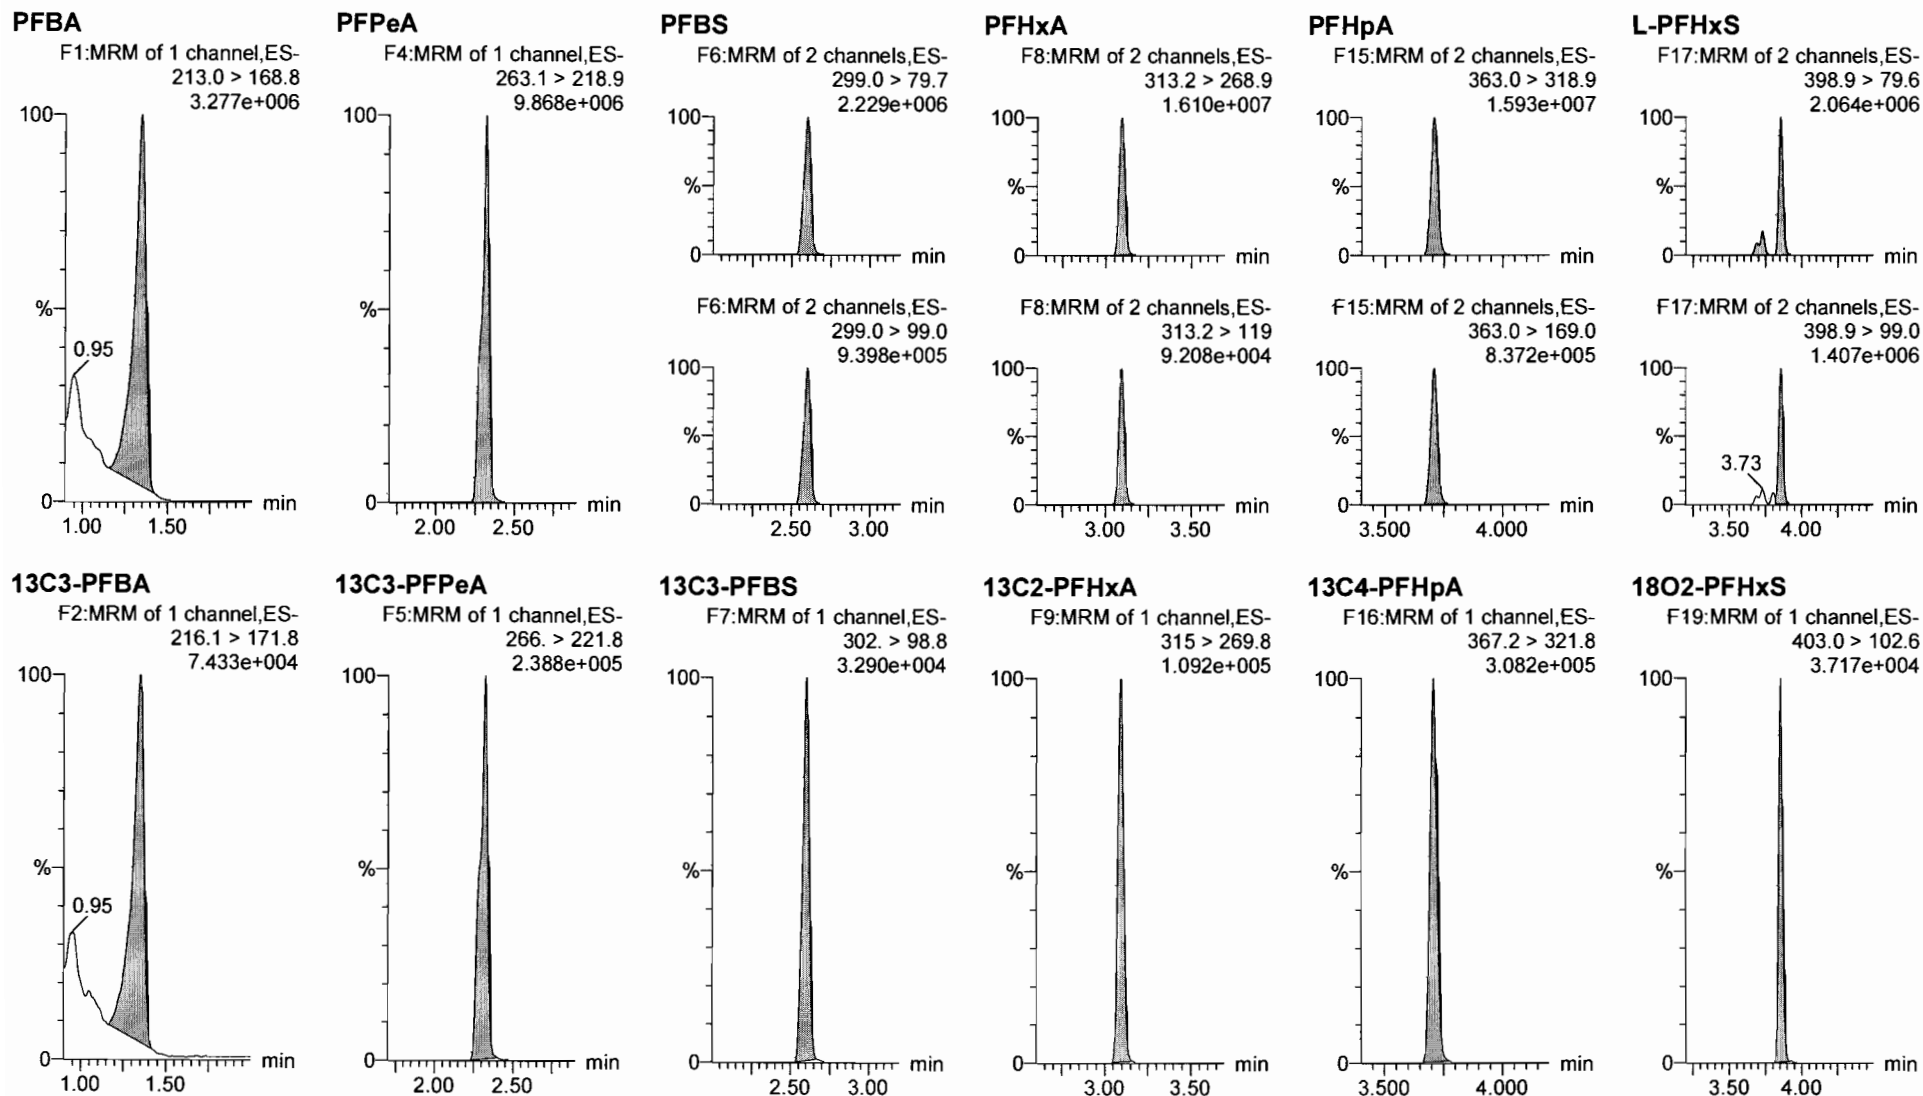 PFBA
F1:MRM of 1 channel,ES-
213.0 > 168.8
3.277e+006
100
%
0.95
0
min
1.00 1.50
PFPeA
F4:MRM of 1 channel,ES-
263.1 > 218.9
9.868e+006
100
%
0
min
2.00 2.50
PFBS
F6:MRM of 2 channels,ES-
299.0 > 79.7
2.229e+006
100
%
0
min
F6:MRM of 2 channels,ES-
299.0 > 99.0
9.398e+005
100
%
0
min
2.50 3.00
PFHxA
F8:MRM of 2 channels,ES-
313.2 > 268.9
1.610e+007
100
%
0
min
F8:MRM of 2 channels,ES-
313.2 > 119
9.208e+004
100
%
0
min
3.00 3.50
PFHpA
F15:MRM of 2 channels,ES-
363.0 > 318.9
1.593e+007
100
%
0
min
F15:MRM of 2 channels,ES-
363.0 > 169.0
8.372e+005
100
%
0
min
3.500 4.000
L-PFHxS
F17:MRM of 2 channels,ES-
398.9 > 79.6
2.064e+006
100
%
0
min
F17:MRM of 2 channels,ES-
398.9 > 99.0
1.407e+006
100
%
3.73
0
min
3.50 4.00
13C3-PFBA
F2:MRM of 1 channel,ES-
216.1 > 171.8
7.433e+004
100
%
0.95
0
min
1.00 1.50
13C3-PFPeA
F5:MRM of 1 channel,ES-
266. > 221.8
2.388e+005
100
%
0
min
2.00 2.50
13C3-PFBS
F7:MRM of 1 channel,ES-
302. > 98.8
3.290e+004
100
%
0
min
2.50 3.00
13C2-PFHxA
F9:MRM of 1 channel,ES-
315 > 269.8
1.092e+005
100
%
0
min
3.00 3.50
13C4-PFHpA
F16:MRM of 1 channel,ES-
367.2 > 321.8
3.082e+005
100
%
0
min
3.500 4.000
18O2-PFHxS
F19:MRM of 1 channel,ES-
403.0 > 102.6
3.717e+004
100
%
0
min
3.50 4.00